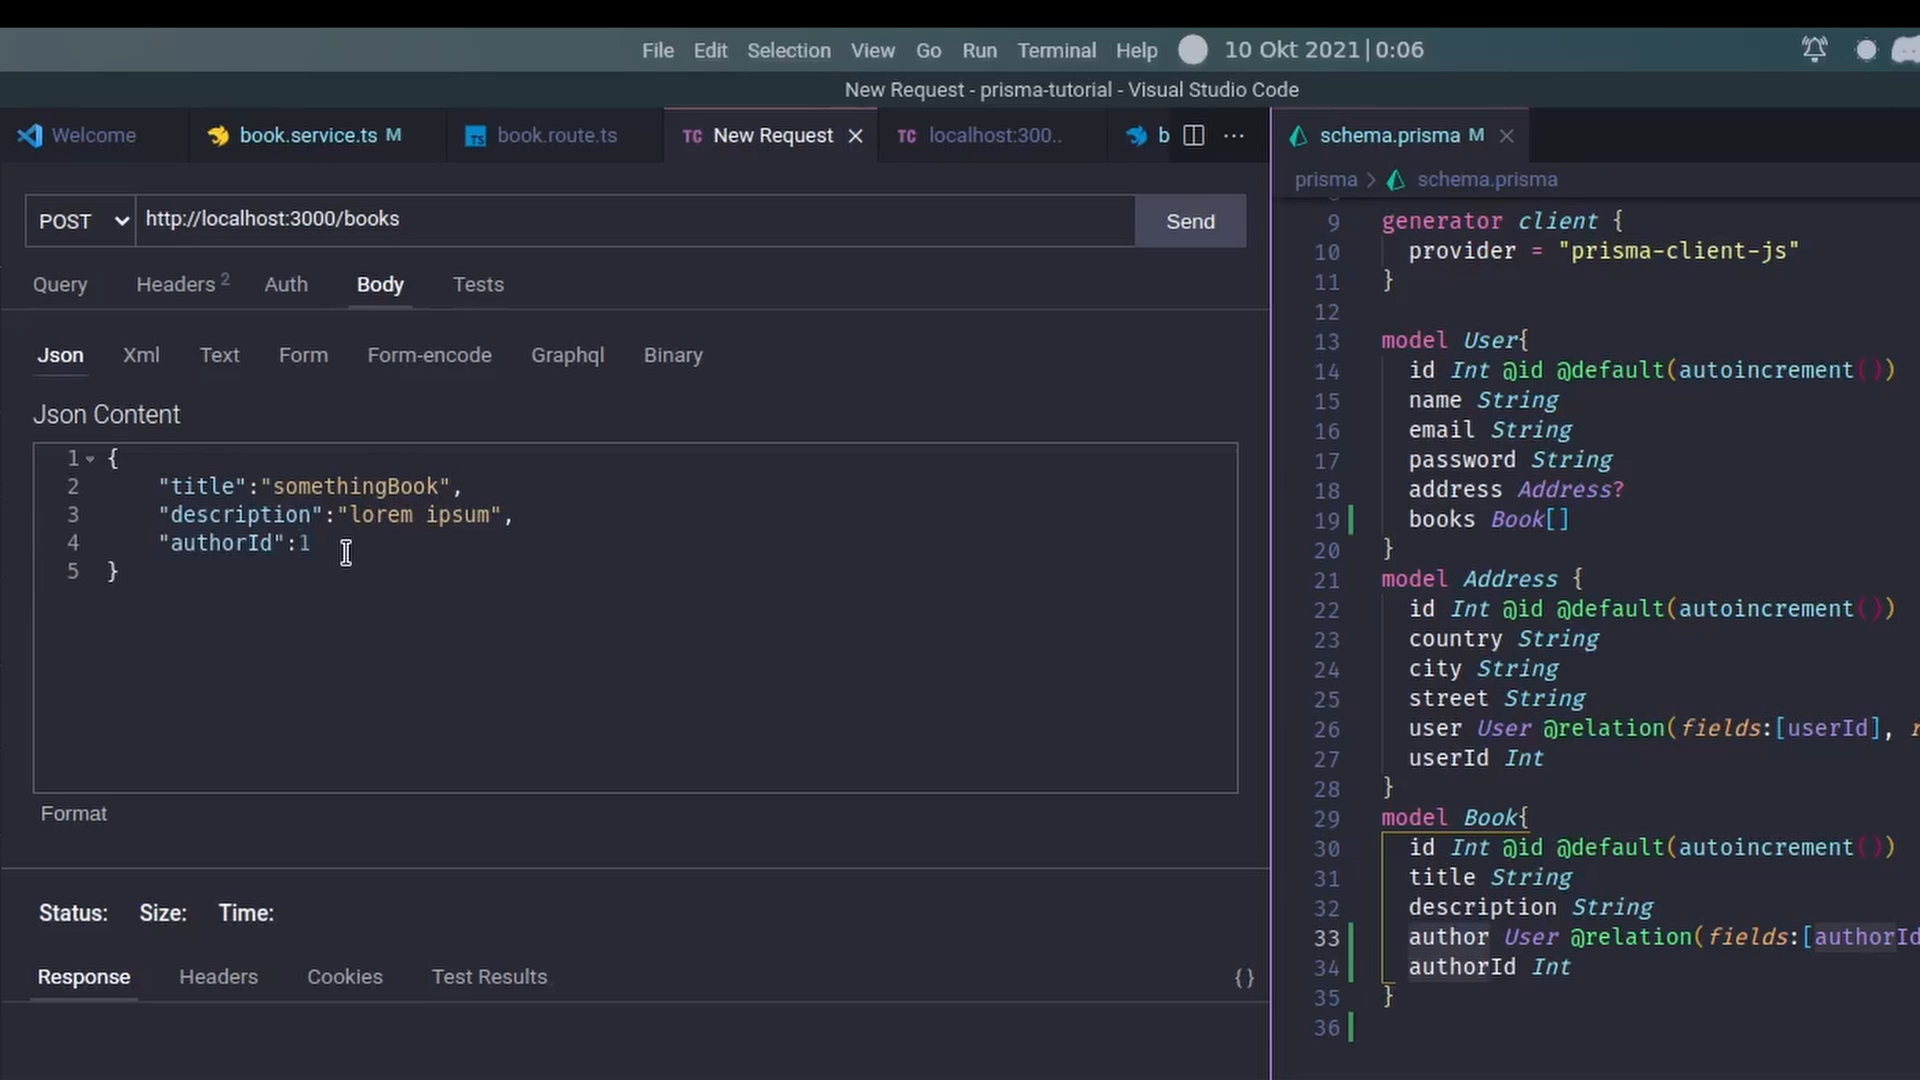 File Edit Selection View Go Run Terminal Help 10 Okt 2021 | 0:06
New Request - prisma-tutorial - Visual Studio Code
Welcome book.service.ts M TS book.route.ts TC New Request TC localhost:300.. b ···
POST http://localhost:3000/books Send
Query Headers 2 Auth Body Tests
Json Xml Text Form Form-encode Graphql Binary
Json Content
1 {
2 "title":"somethingBook",
3 "description":"lorem ipsum",
4 "authorId":1
5 }
Format
Status: Size: Time:
Response Headers Cookies Test Results {}
schema.prisma M
prisma > schema.prisma
9 generator client {
10 provider = "prisma-client-js"
11 }
12
13 model User{
14 id Int @id @default(autoincrement())
15 name String
16 email String
17 password String
18 address Address?
19 books Book[]
20 }
21 model Address {
22 id Int @id @default(autoincrement())
23 country String
24 city String
25 street String
26 user User @relation(fields:[userId], r
27 userId Int
28 }
29 model Book{
30 id Int @id @default(autoincrement())
31 title String
32 description String
33 author User @relation(fields:[authorId
34 authorId Int
35 }
36